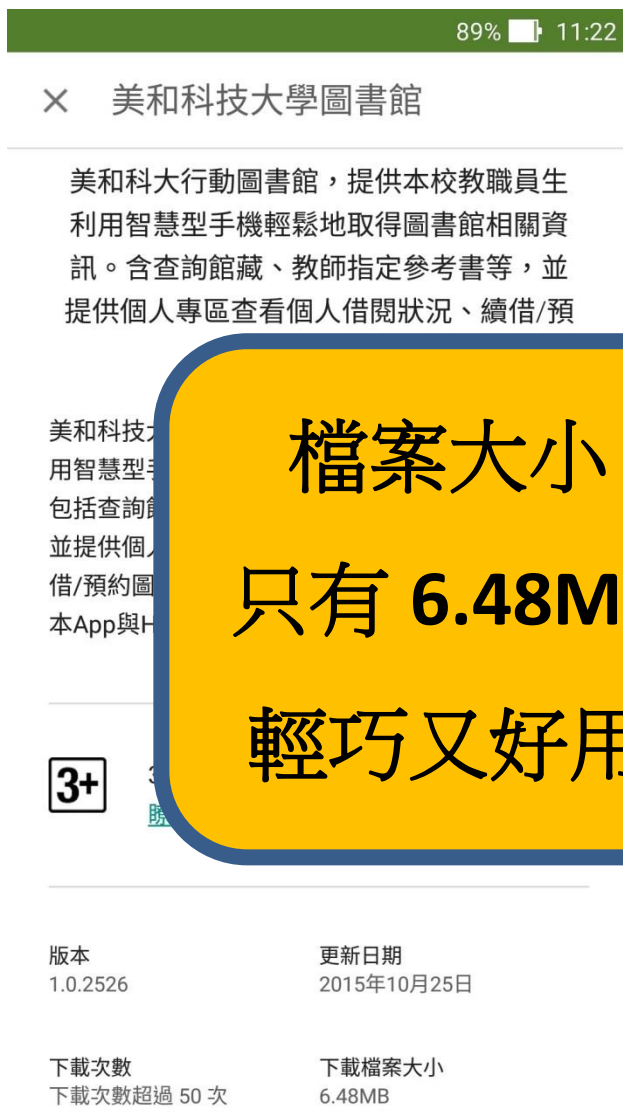 89% 11:22
× 美和科技大學圖書館
美和科大行動圖書館，提供本校教職員生
利用智慧型手機輕鬆地取得圖書館相關資
訊。含查詢館藏、教師指定參考書等，並
提供個人專區查看個人借閱狀況、續借/預
美和科技
用智慧型
包括查詢
並提供個
借/預約圖
本App與H
檔案大小
只有 6.48M
輕巧又好用
3+
版本
1.0.2526
更新日期
2015年10月25日
下載次數
下載次數超過 50 次
下載檔案大小
6.48MB